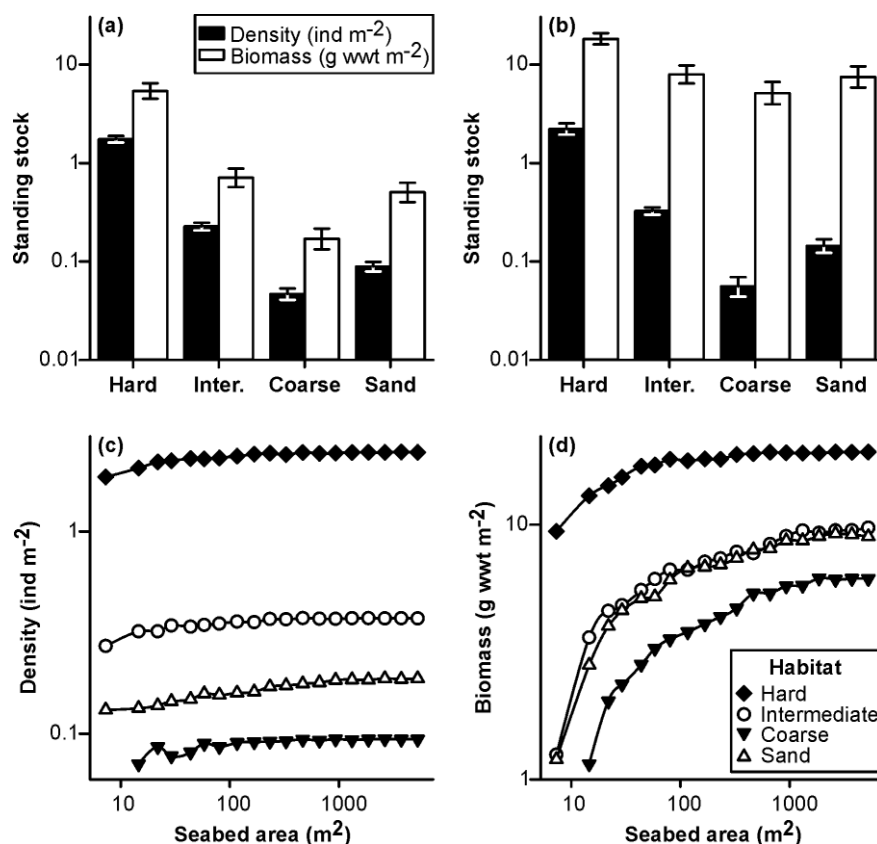 (a)
Density (ind m-2)
Biomass (g wwt m-2)
10
1
0.1
0.01
Standing stock
Hard Inter. Coarse Sand
(b)
10
1
0.1
0.01
Standing stock
Hard Inter. Coarse Sand
(c)
1
0.1
Density (ind m-2)
10 100 1000
Seabed area (m2)
(d)
10
1
Biomass (g wwt m-2)
Habitat
Hard
Intermediate
Coarse
Sand
10 100 1000
Seabed area (m2)